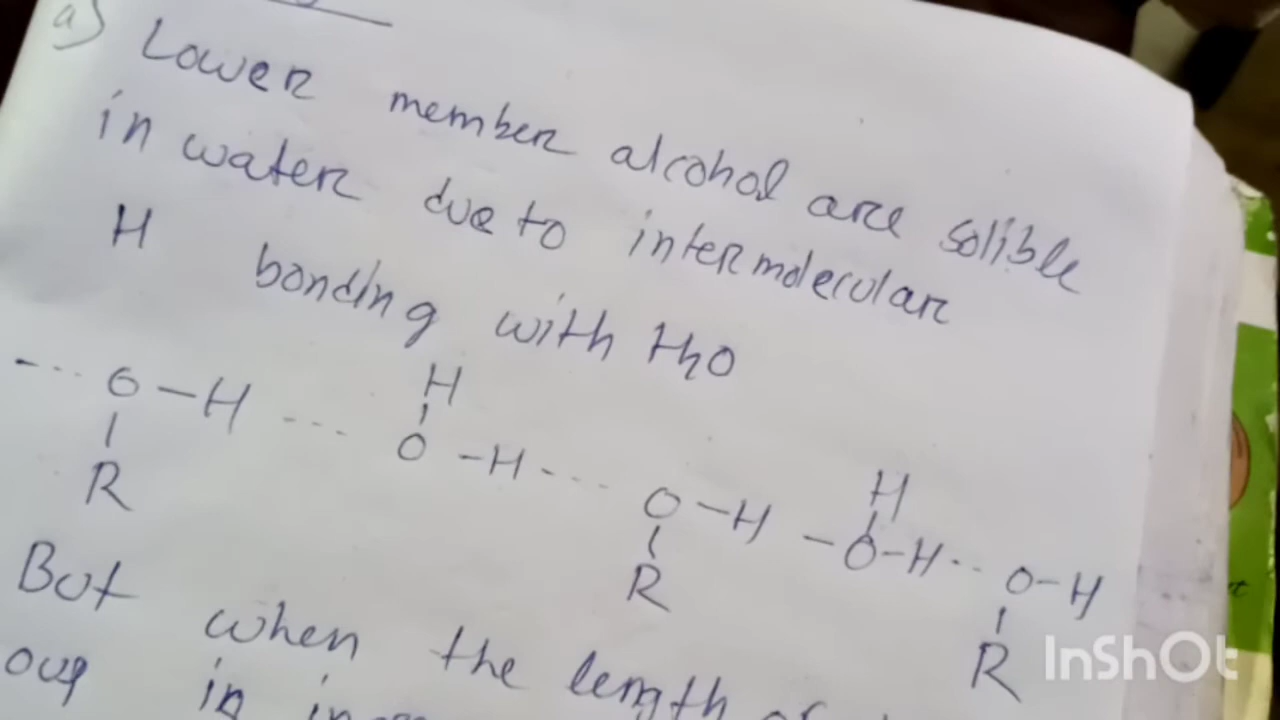 a) Lower member alcohol are solible
in water due to intermolecular
H bonding with H2O
--- O-H --- O-H --- O-H - O-H -- O-H
H H
R R R
But when the length
oup in
InShOt